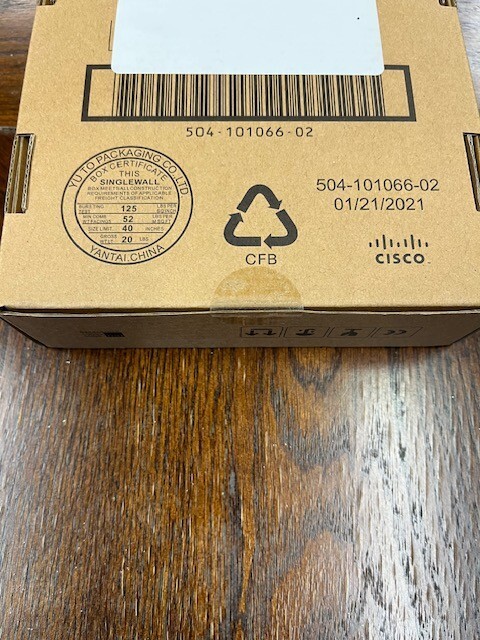 504-101066-02
YU TO PACKAGING CO., LTD
BOX CERTIFICATE
THIS
SINGLEWALL
BOX MEETS ALL CONSTRUCTION
REQUIREMENTS OF APPLICABLE
FREIGHT CLASSIFICATION
BURSTING TEST 125 LBS PER SQ INCH
MIN COMB WT FACINGS 52 LBS PER M SQ FT
SIZE LIMIT 40 INCHES
GROSS WT LT 20 LBS
YANTAI.CHINA
CFB
504-101066-02
01/21/2021
CISCO
CE